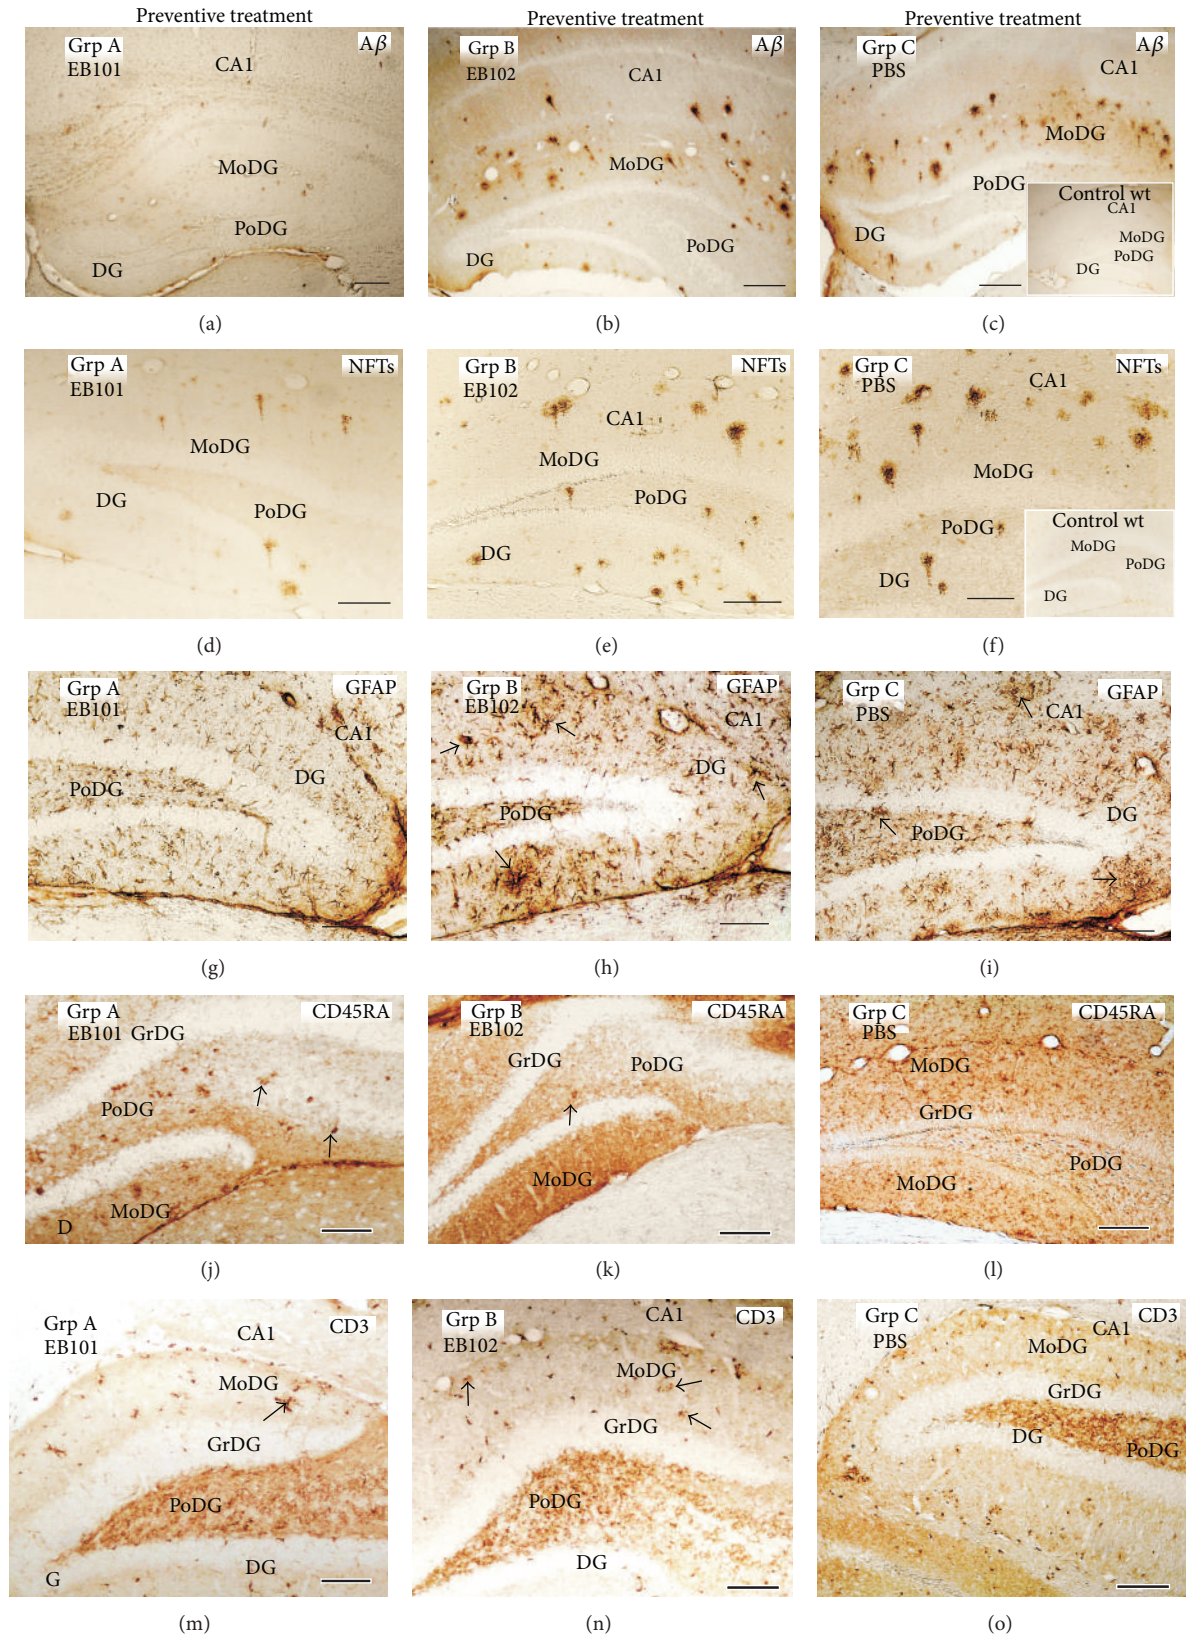 Preventive treatment
Preventive treatment
Preventive treatment
Grp A
EB101
Aβ
CA1
MoDG
PoDG
DG
(a)
Grp B
EB102
Aβ
CA1
MoDG
PoDG
DG
(b)
Grp C
PBS
Aβ
CA1
MoDG
PoDG
DG
Control wt
CA1
MoDG
PoDG
DG
(c)
Grp A
EB101
NFTs
MoDG
DG
PoDG
(d)
Grp B
EB102
NFTs
CA1
MoDG
PoDG
DG
(e)
Grp C
PBS
NFTs
CA1
MoDG
PoDG
DG
Control wt
MoDG
PoDG
DG
(f)
Grp A
EB101
GFAP
CA1
DG
PoDG
(g)
Grp B
EB102
GFAP
CA1
DG
PoDG
(h)
Grp C
PBS
GFAP
CA1
DG
PoDG
(i)
Grp A
EB101 GrDG
CD45RA
PoDG
MoDG
D
(j)
Grp B
EB102
CD45RA
GrDG
PoDG
MoDG
(k)
Grp C
PBS
CD45RA
MoDG
GrDG
PoDG
MoDG
(l)
Grp A
EB101
CD3
CA1
MoDG
GrDG
PoDG
DG
G
(m)
Grp B
EB102
CD3
CA1
MoDG
GrDG
PoDG
DG
(n)
Grp C
PBS
CD3
CA1
MoDG
GrDG
DG
PoDG
(o)